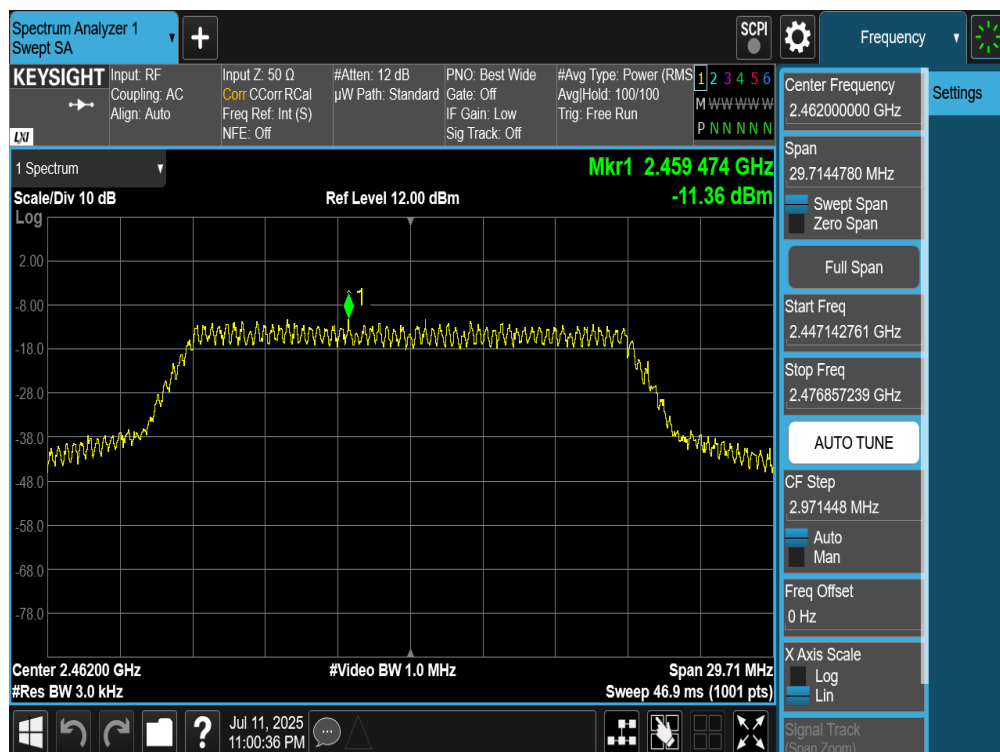 Spectrum Analyzer 1
Swept SA
+
SCPI
Frequency
KEYSIGHT
LXI
Input: RF
Coupling: AC
Align: Auto
Input Z: 50 Ω
Corr CCorr RCal
Freq Ref: Int (S)
NFE: Off
#Atten: 12 dB
µW Path: Standard
PNO: Best Wide
Gate: Off
IF Gain: Low
Sig Track: Off
#Avg Type: Power (RMS
Avg|Hold: 100/100
Trig: Free Run
1 2 3 4 5 6
M W W W W W
P N N N N N
Settings
1 Spectrum
Mkr1 2.459 474 GHz
-11.36 dBm
Scale/Div 10 dB
Ref Level 12.00 dBm
Log
2.00
-8.00
-18.0
-28.0
-38.0
-48.0
-58.0
-68.0
-78.0
1
Center 2.46200 GHz
#Video BW 1.0 MHz
Span 29.71 MHz
#Res BW 3.0 kHz
Sweep 46.9 ms (1001 pts)
Center Frequency
2.462000000 GHz
Span
29.7144780 MHz
Swept Span
Zero Span
Full Span
Start Freq
2.447142761 GHz
Stop Freq
2.476857239 GHz
AUTO TUNE
CF Step
2.971448 MHz
Auto
Man
Freq Offset
0 Hz
X Axis Scale
Log
Lin
Signal Track
(Span Zoom)
?
Jul 11, 2025
11:00:36 PM